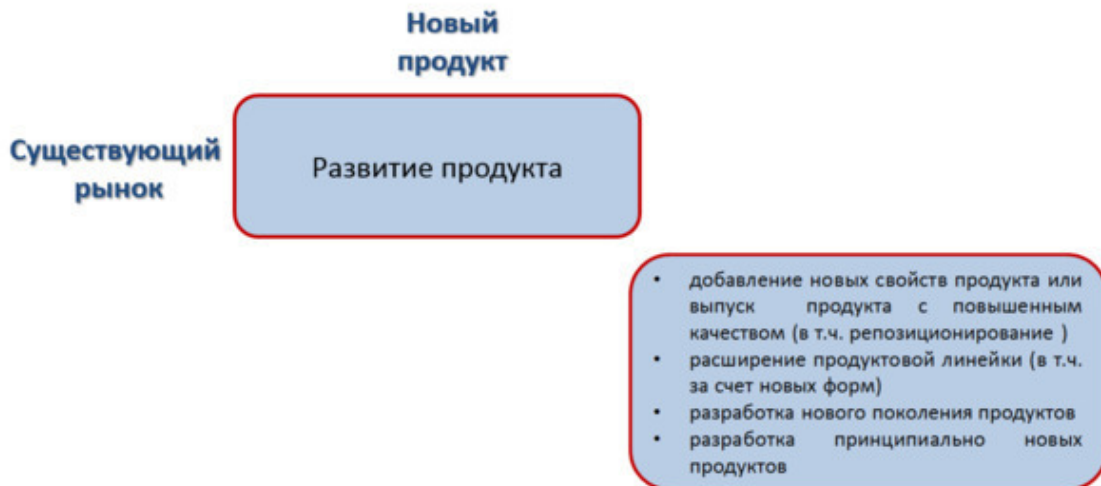 Новый
продукт
Существующий
рынок
Развитие продукта
• добавление новых свойств продукта или
выпуск продукта с повышенным
качеством (в т.ч. репозиционирование )
• расширение продуктовой линейки (в т.ч.
за счет новых форм)
• разработка нового поколения продуктов
• разработка принципиально новых
продуктов